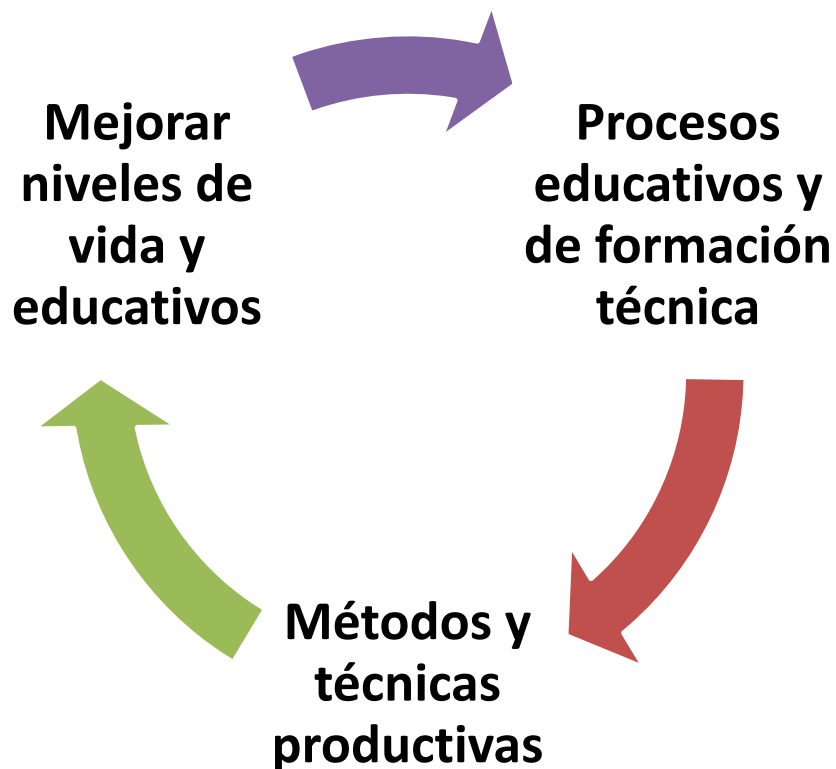 Mejorar
niveles de
vida y
educativos
Procesos
educativos y
de formación
técnica
Métodos y
técnicas
productivas